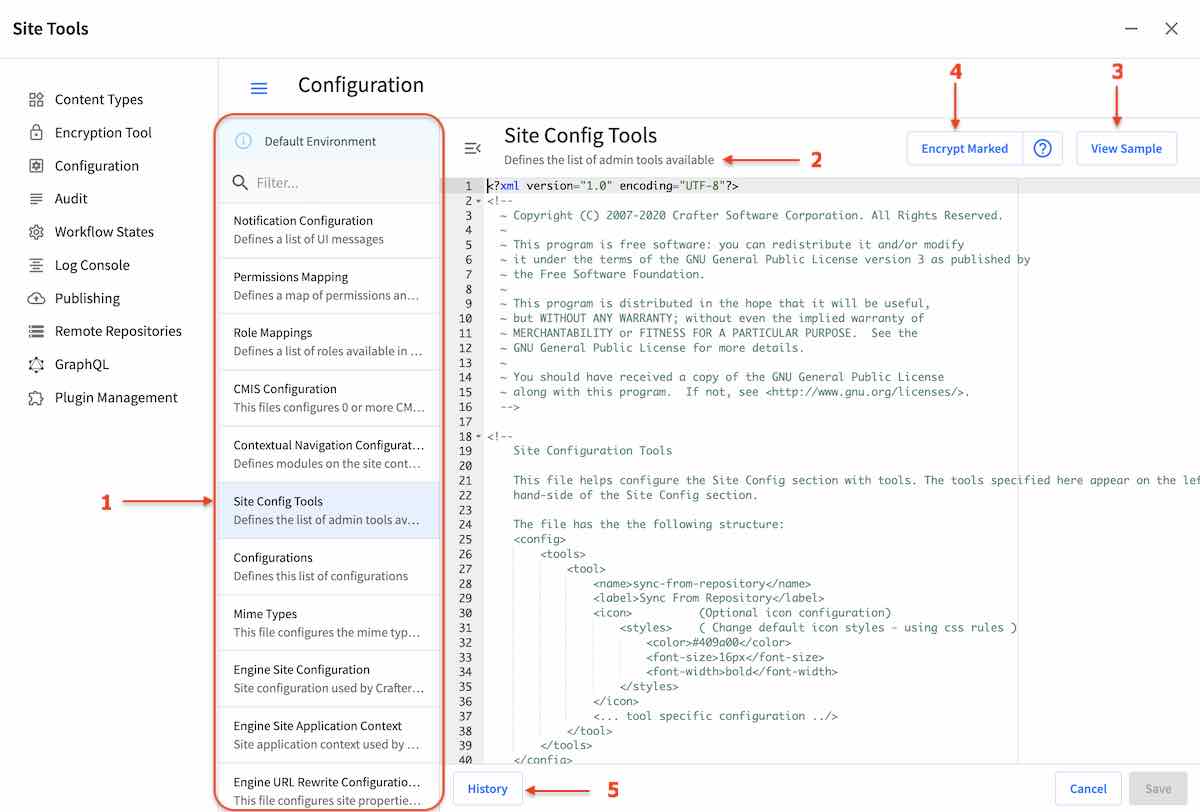 Site Tools
Content Types
Encryption Tool
Configuration
Audit
Workflow States
Log Console
Publishing
Remote Repositories
GraphQL
Plugin Management
Configuration
Default Environment
Filter...
Notification Configuration
Defines a list of UI messages
Permissions Mapping
Defines a map of permissions an...
Role Mappings
Defines a list of roles available in ...
CMIS Configuration
This files configures 0 or more CM...
Contextual Navigation Configurat...
Defines modules on the site cont...
1
Site Config Tools
Defines the list of admin tools av...
Configurations
Defines this list of configurations
Mime Types
This file configures the mime typ...
Engine Site Configuration
Site configuration used by Crafter...
Engine Site Application Context
Site application context used by ...
Engine URL Rewrite Configuratio...
This file configures site propertie...
Site Config Tools
Defines the list of admin tools available
2
4
3
Encrypt Marked
View Sample
1 <?xml version="1.0" encoding="UTF-8"?>
2 <!--
3 ~ Copyright (C) 2007-2020 Crafter Software Corporation. All Rights Reserved.
4 ~
5 ~ This program is free software: you can redistribute it and/or modify
6 ~ it under the terms of the GNU General Public License version 3 as published by
7 ~ the Free Software Foundation.
8 ~
9 ~ This program is distributed in the hope that it will be useful,
10 ~ but WITHOUT ANY WARRANTY; without even the implied warranty of
11 ~ MERCHANTABILITY or FITNESS FOR A PARTICULAR PURPOSE.  See the
12 ~ GNU General Public License for more details.
13 ~
14 ~ You should have received a copy of the GNU General Public License
15 ~ along with this program.  If not, see <http://www.gnu.org/licenses/>.
16 -->
17
18 <!--
19 Site Configuration Tools
20
21 This file helps configure the Site Config section with tools. The tools specified here appear on the lef
22 hand-side of the Site Config section.
23
24 The file has the the following structure:
25 <config>
26 <tools>
27 <tool>
28 <name>sync-from-repository</name>
29 <label>Sync From Repository</label>
30 <icon> (Optional icon configuration)
31 <styles> ( Change default icon styles - using css rules )
32 <color>#409a00</color>
33 <font-size>16px</font-size>
34 <font-width>bold</font-width>
35 </styles>
36 </icon>
37 <... tool specific configuration ../>
38 </tool>
39 </tools>
40 </config>
History
5
Cancel
Save